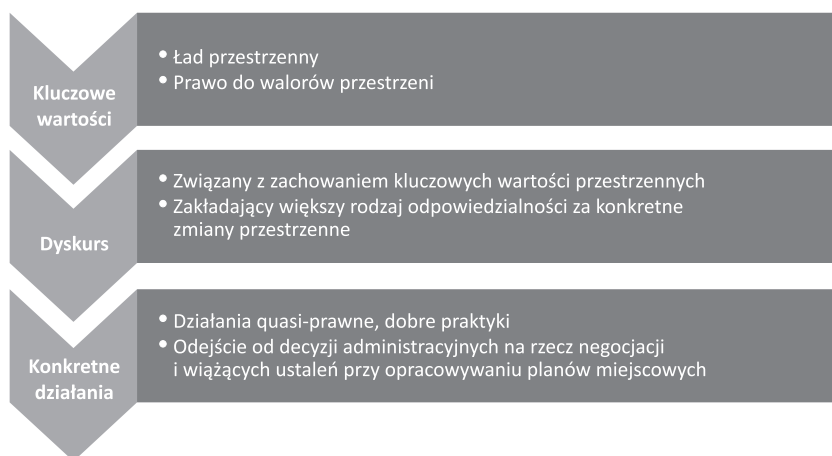 Kluczowe
wartości
• Ład przestrzenny
• Prawo do walorów przestrzeni
Dyskurs
• Związany z zachowaniem kluczowych wartości przestrzennych
• Zakładający większy rodzaj odpowiedzialności za konkretne
zmiany przestrzenne
Konkretne
działania
• Działania quasi-prawne, dobre praktyki
• Odejście od decyzji administracyjnych na rzecz negocjacji
i wiążących ustaleń przy opracowywaniu planów miejscowych